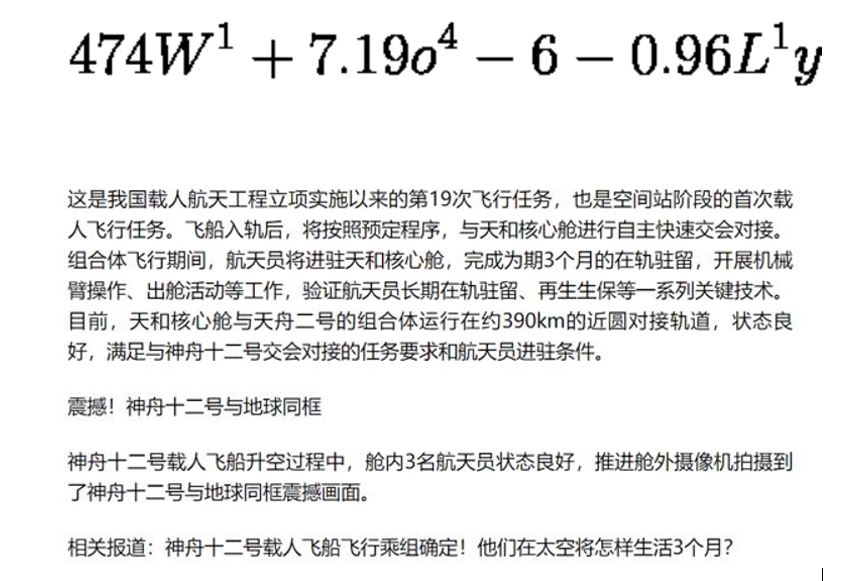 474W^1 + 7.19o^4 − 6 − 0.96L^1y
这是我国载人航天工程立项实施以来的第19次飞行任务，也是空间站阶段的首次载
人飞行任务。飞船入轨后，将按照预定程序，与天和核心舱进行自主快速交会对接。
组合体飞行期间，航天员将进驻天和核心舱，完成为期3个月的在轨驻留，开展机械
臂操作、出舱活动等工作，验证航天员长期在轨驻留、再生生保等一系列关键技术。
目前，天和核心舱与天舟二号的组合体运行在约390km的近圆对接轨道，状态良
好，满足与神舟十二号交会对接的任务要求和航天员进驻条件。
震撼！神舟十二号与地球同框
神舟十二号载人飞船升空过程中，舱内3名航天员状态良好，推进舱外摄像机拍摄到
了神舟十二号与地球同框震撼画面。
相关报道：神舟十二号载人飞船飞行乘组确定！他们在太空将怎样生活3个月？